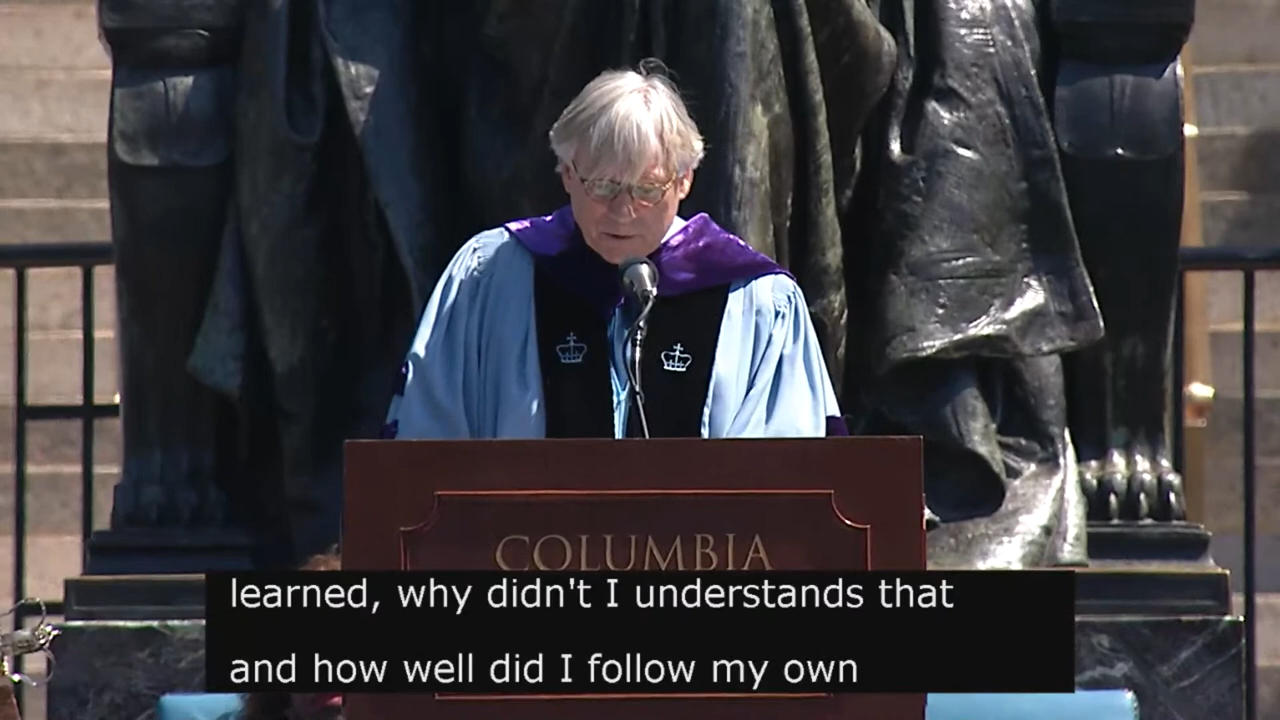 COLUMBIA
learned, why didn't I understands that
and how well did I follow my own